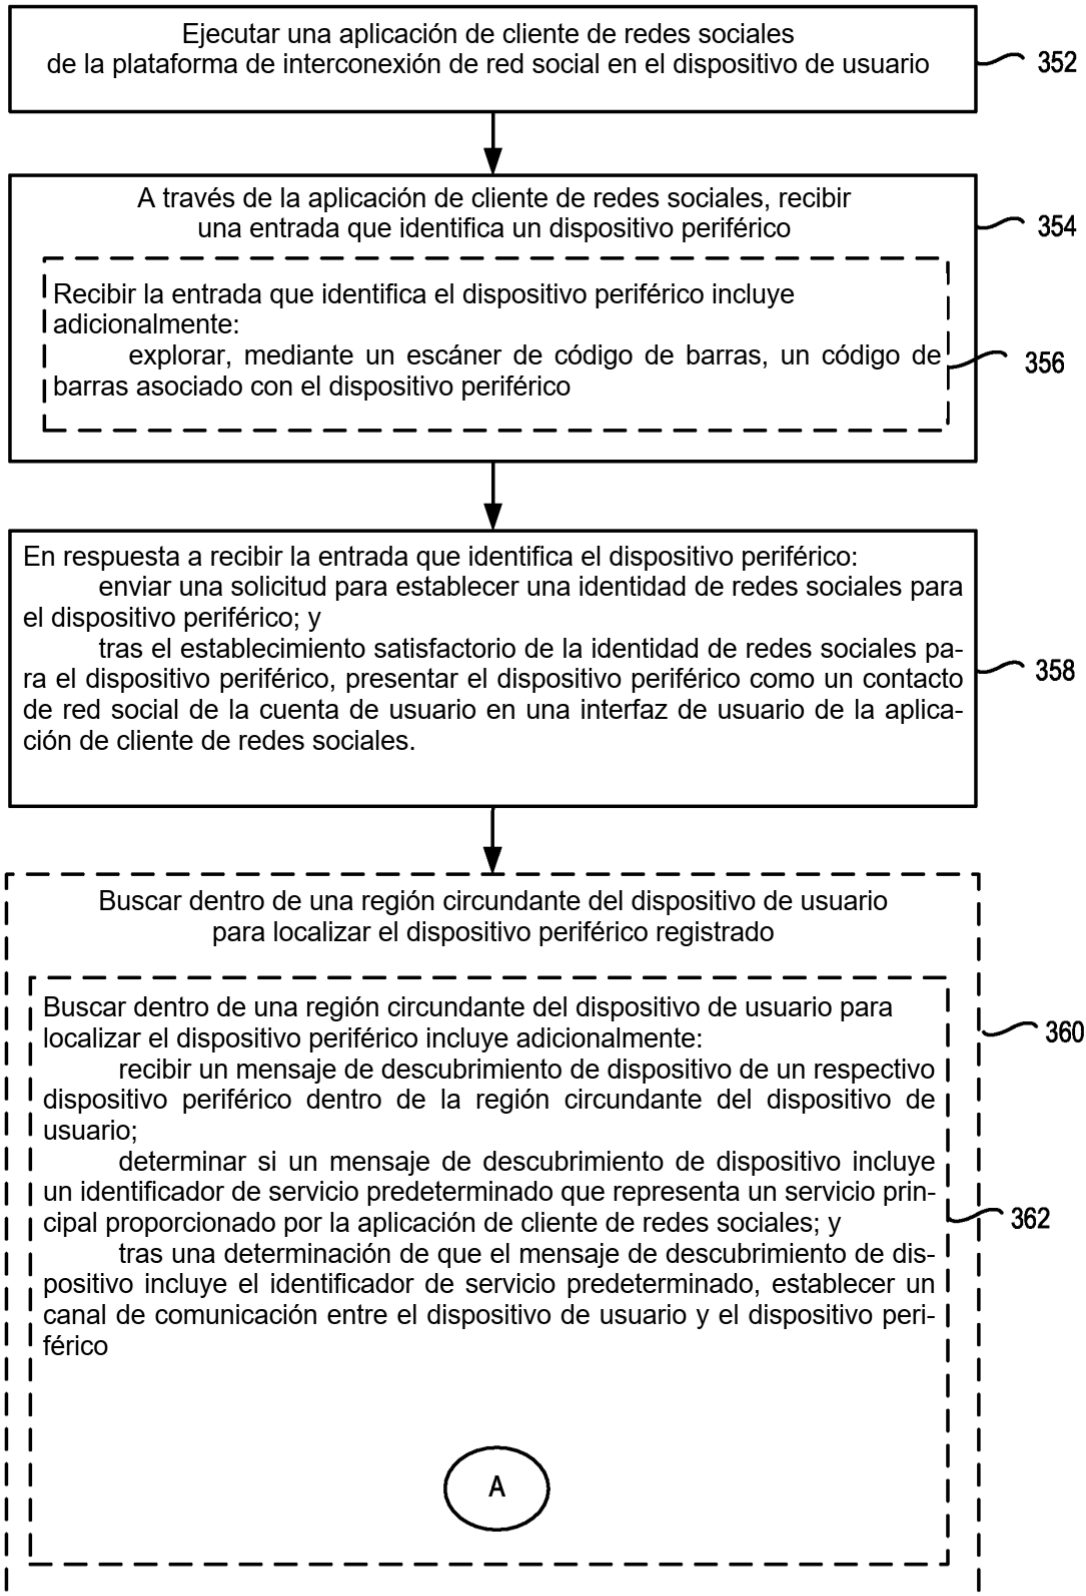 Ejecutar una aplicación de cliente de redes sociales
de la plataforma de interconexión de red social en el dispositivo de usuario
352
A través de la aplicación de cliente de redes sociales, recibir
una entrada que identifica un dispositivo periférico
354
Recibir la entrada que identifica el dispositivo periférico incluye
adicionalmente:
explorar, mediante un escáner de código de barras, un código de
barras asociado con el dispositivo periférico
356
En respuesta a recibir la entrada que identifica el dispositivo periférico:
enviar una solicitud para establecer una identidad de redes sociales para
el dispositivo periférico; y
tras el establecimiento satisfactorio de la identidad de redes sociales pa-
ra el dispositivo periférico, presentar el dispositivo periférico como un contacto
de red social de la cuenta de usuario en una interfaz de usuario de la aplica-
ción de cliente de redes sociales.
358
Buscar dentro de una región circundante del dispositivo de usuario
para localizar el dispositivo periférico registrado
Buscar dentro de una región circundante del dispositivo de usuario para
localizar el dispositivo periférico incluye adicionalmente:
360
recibir un mensaje de descubrimiento de dispositivo de un respectivo
dispositivo periférico dentro de la región circundante del dispositivo de
usuario;
determinar si un mensaje de descubrimiento de dispositivo incluye
un identificador de servicio predeterminado que representa un servicio prin-
cipal proporcionado por la aplicación de cliente de redes sociales; y
362
tras una determinación de que el mensaje de descubrimiento de dis-
positivo incluye el identificador de servicio predeterminado, establecer un
canal de comunicación entre el dispositivo de usuario y el dispositivo peri-
férico
A